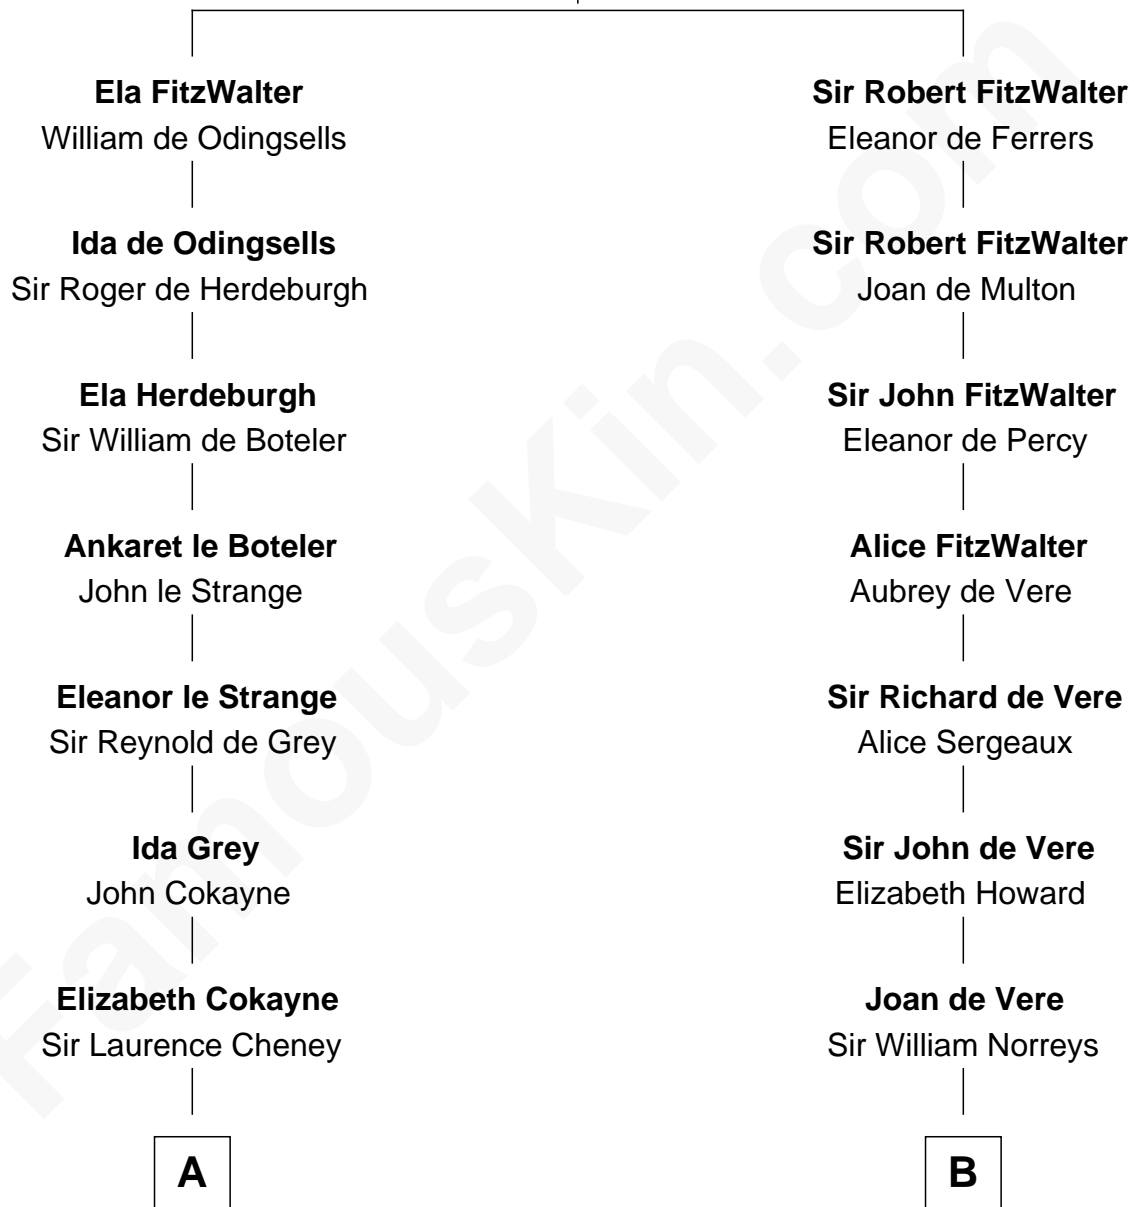 Ela FitzWalter
William de Odingsells
Ida de Odingsells
Sir Roger de Herdeburgh
Ela Herdeburgh
Sir William de Boteler
Ankaret le Boteler
John le Strange
Eleanor le Strange
Sir Reynold de Grey
Ida Grey
John Cokayne
Elizabeth Cokayne
Sir Laurence Cheney
A
Sir Robert FitzWalter
Eleanor de Ferrers
Sir Robert FitzWalter
Joan de Multon
Sir John FitzWalter
Eleanor de Percy
Alice FitzWalter
Aubrey de Vere
Sir Richard de Vere
Alice Sergeaux
Sir John de Vere
Elizabeth Howard
Joan de Vere
Sir William Norreys
B
FamousKin.com